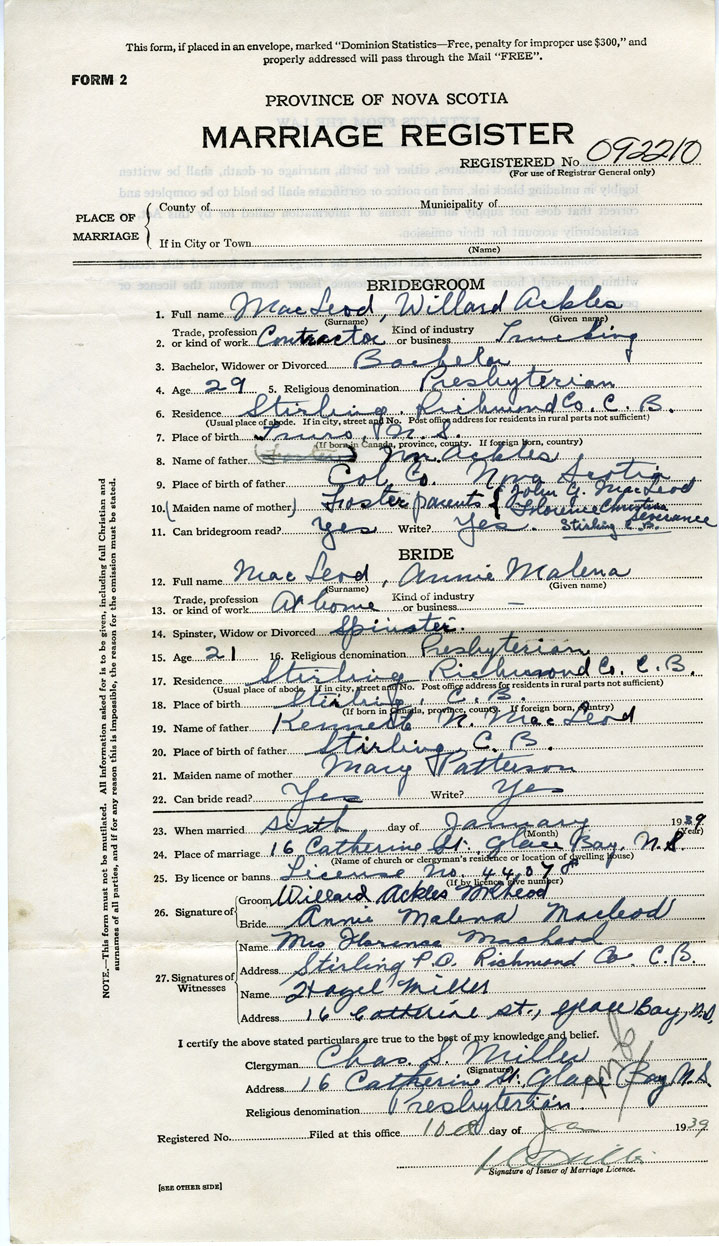 This form, if placed in an envelope, marked "Dominion Statistics—Free, penalty for improper use $300," and
properly addressed will pass through the Mail "FREE".
FORM 2
PROVINCE OF NOVA SCOTIA
MARRIAGE REGISTER
REGISTERED No. 092210
(For use of Registrar General only)
PLACE OF MARRIAGE
County of Municipality of
If in City or Town
(Name)
BRIDEGROOM
1. Full name MacLeod, Willard Ackles
(Surname) (Given name)
2. Trade, profession or kind of work Contractor Kind of industry or business Trucking
3. Bachelor, Widower or Divorced Bachelor
4. Age 29 5. Religious denomination Presbyterian
6. Residence Stirling. Richmond Co. C. B.
(Usual place of abode. If in city, street and No. Post office address for residents in rural parts not sufficient)
7. Place of birth Truro, N. S.
(If born in Canada, province, county. If foreign born, country)
8. Name of father (Foster) Wm. Ackles
9. Place of birth of father Col. Co. Nova Scotia
10. (Maiden name of mother) Foster parents { John G. MacLeod
Florence Christina Severance
Stirling C.B.
11. Can bridegroom read? Yes Write? Yes.
BRIDE
12. Full name MacLeod, Annie Malena
(Surname) (Given name)
13. Trade, profession or kind of work At home Kind of industry or business —
14. Spinster, Widow or Divorced Spinster.
15. Age 21 16. Religious denomination Presbyterian
17. Residence Stirling Richmond Co. C. B.
(Usual place of abode. If in city, street and No. Post office address for residents in rural parts not sufficient)
18. Place of birth Stirling, C. B.
(If born in Canada, province, county. If foreign born, country)
19. Name of father Kenneth N. MacLeod
20. Place of birth of father Stirling, C. B.
21. Maiden name of mother Mary Patterson
22. Can bride read? Yes Write? Yes
23. When married sixth day of January 1939
(Month) (Year)
24. Place of marriage 16 Catherine St. Glace Bay, N. S
(Name of church or clergyman's residence or location of dwelling house)
25. By licence or banns License No. 44078
(If by licence, give number)
26. Signature of
Groom Willard Ackles McLeod
Bride Annie Malena Macleod
27. Signatures of Witnesses
Name Mrs Florence Macleod
Address Stirling P.O. Richmond Co. C.B.
Name Hazel Miller
Address 16 Catherine st., Glace Bay, N.S.
I certify the above stated particulars are true to the best of my knowledge and belief.
Clergyman Chas. S. Miller
(Signature)
Address 16 Catherine St. Glace Bay N.S.
Religious denomination Presbyterian.
Registered No. Filed at this office 10 day of Ja 1939
Signature of Issuer of Marriage Licence.
[SEE OTHER SIDE]
NOTE.—This form must not be mutilated. All Information asked for is to be given, including full Christian and
surnames of all parties, and if for any reason this is impossible, the reason for the omission must be stated.